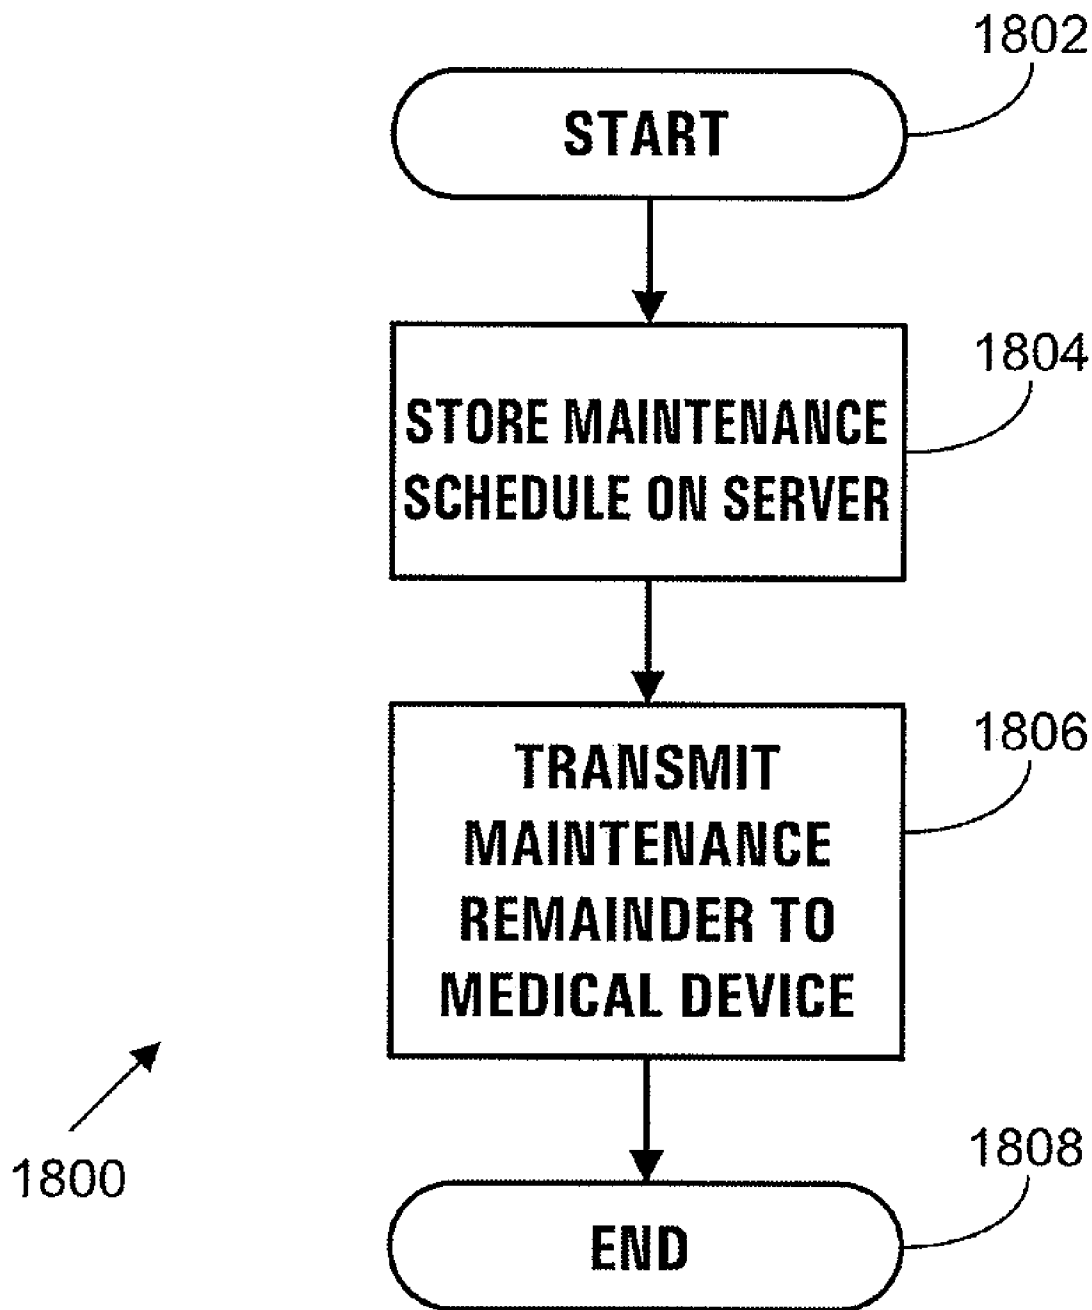 1802
START
1804
STORE MAINTENANCE
SCHEDULE ON SERVER
1806
TRANSMIT
MAINTENANCE
REMAINDER TO
MEDICAL DEVICE
1800
1808
END